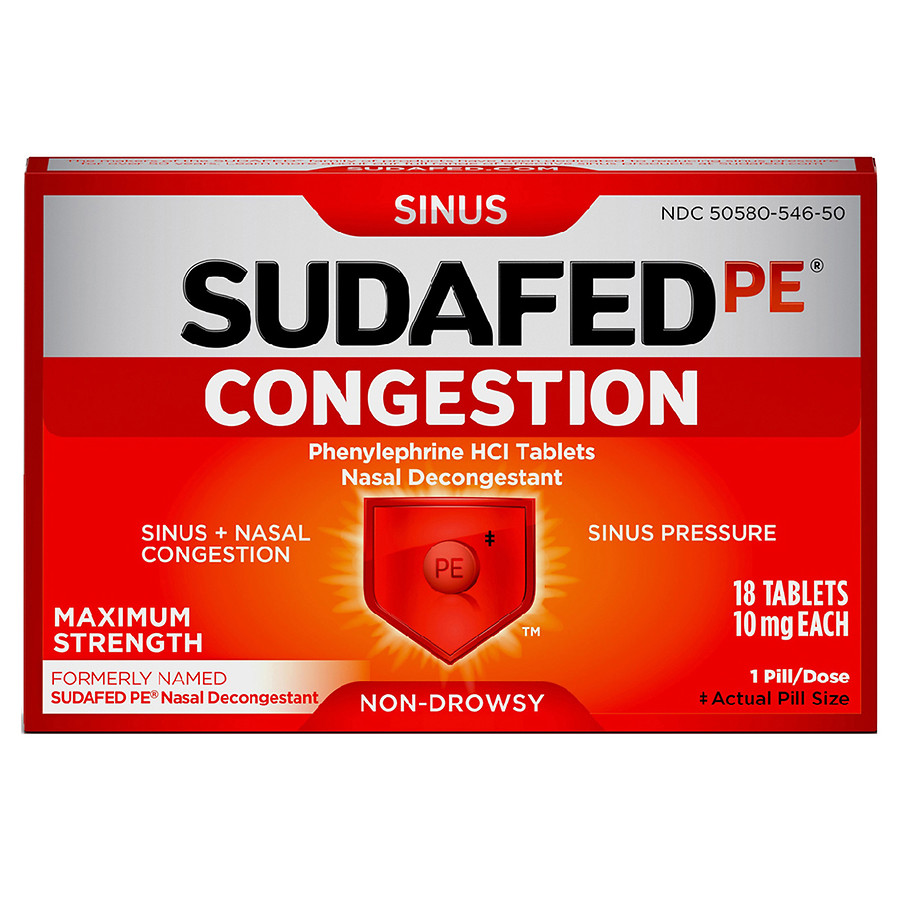 SUDAFED.COM
SINUS
NDC 50580-546-50
SUDAFED PE®
CONGESTION
Phenylephrine HCl Tablets
Nasal Decongestant
SINUS + NASAL
CONGESTION
SINUS PRESSURE
‡
PE
TM
18 TABLETS
10 mg EACH
MAXIMUM
STRENGTH
FORMERLY NAMED
SUDAFED PE® Nasal Decongestant
NON-DROWSY
1 Pill/Dose
‡Actual Pill Size